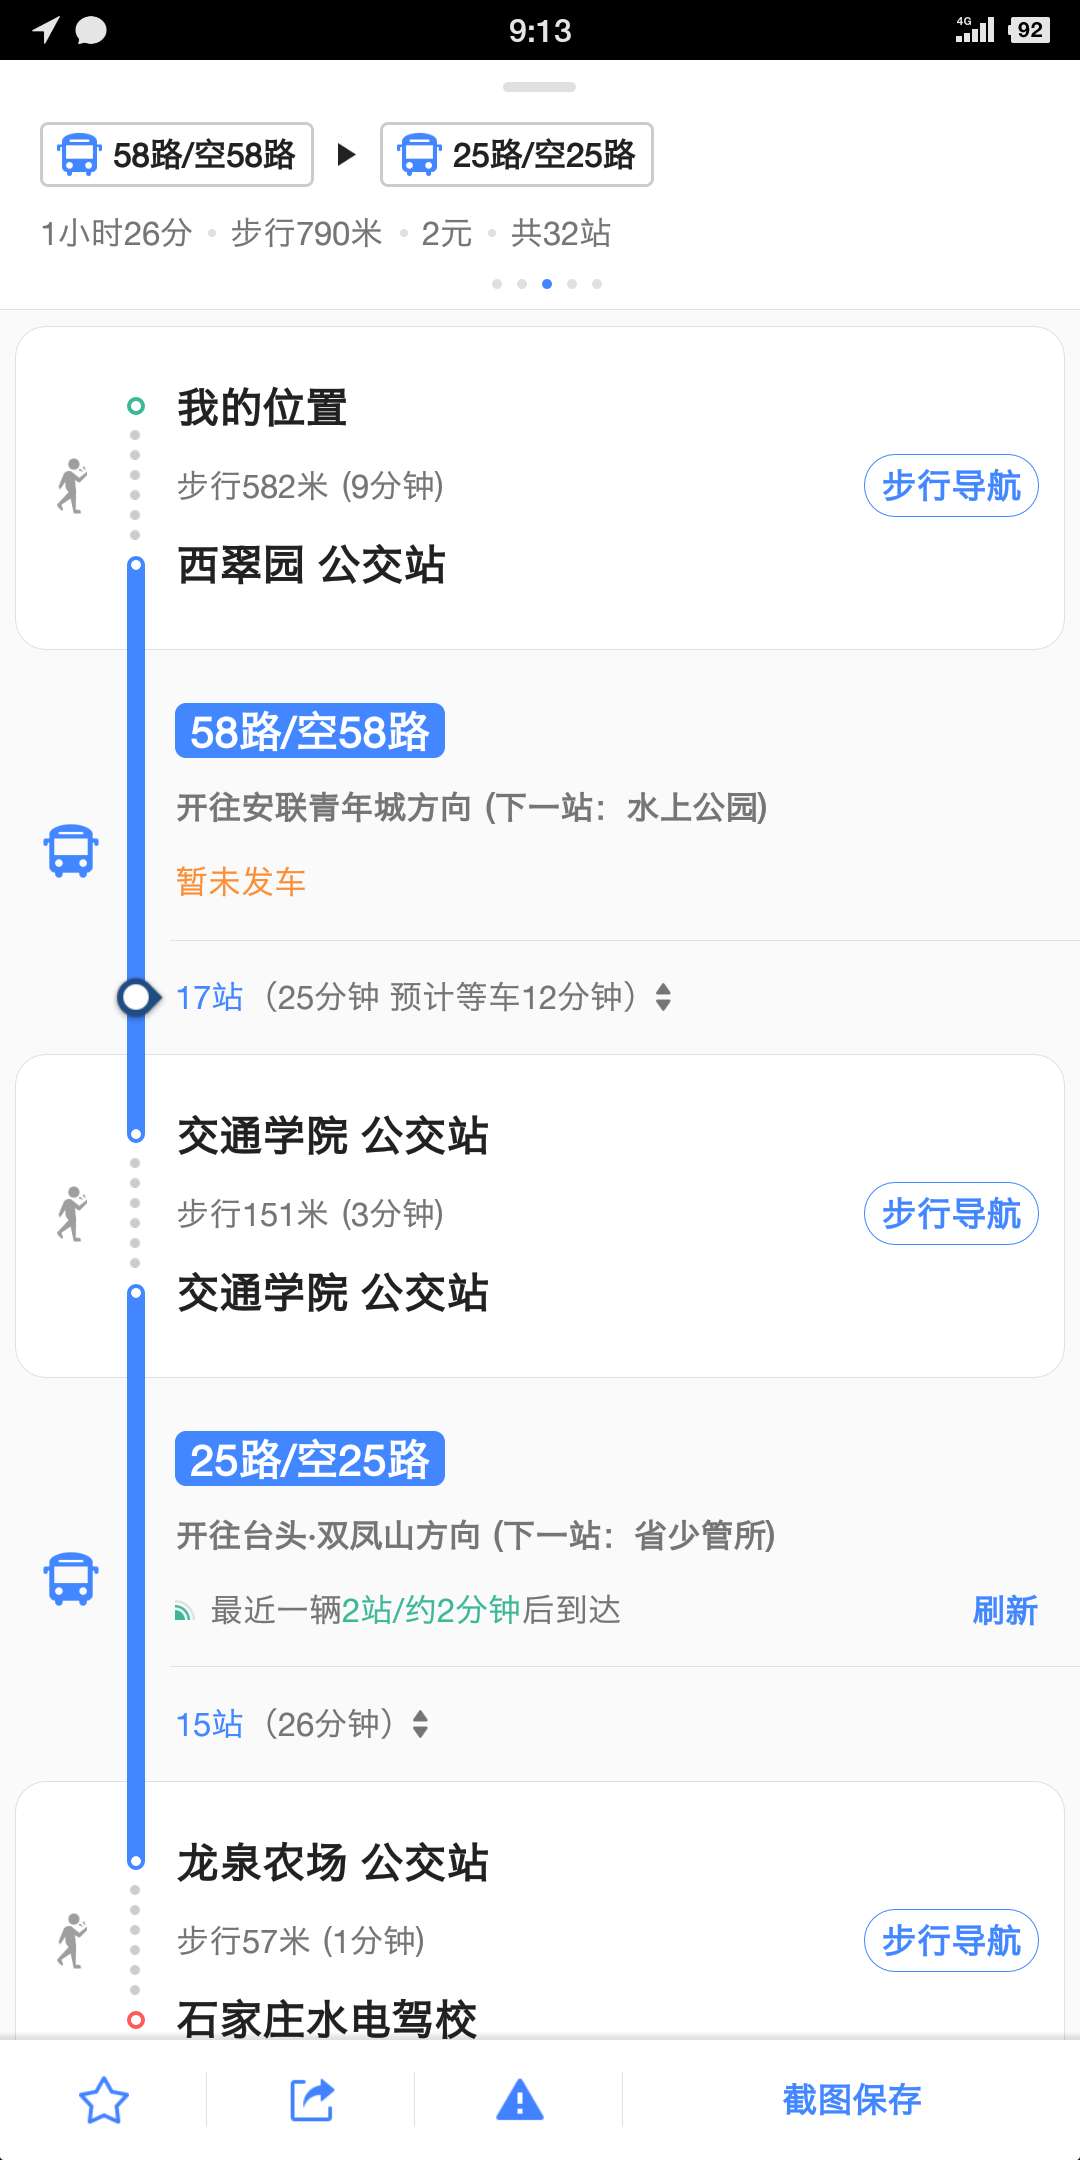 9:13
4G
92
58路/空58路 ▶ 25路/空25路
1小时26分 • 步行790米 • 2元 • 共32站
我的位置
步行582米 (9分钟)
步行导航
西翠园 公交站
58路/空58路
开往安联青年城方向 (下一站：水上公园)
暂未发车
17站（25分钟 预计等车12分钟）
交通学院 公交站
步行151米 (3分钟)
步行导航
交通学院 公交站
25路/空25路
开往台头·双凤山方向 (下一站：省少管所)
最近一辆2站/约2分钟后到达
刷新
15站（26分钟）
龙泉农场 公交站
步行57米 (1分钟)
步行导航
石家庄水电驾校
截图保存